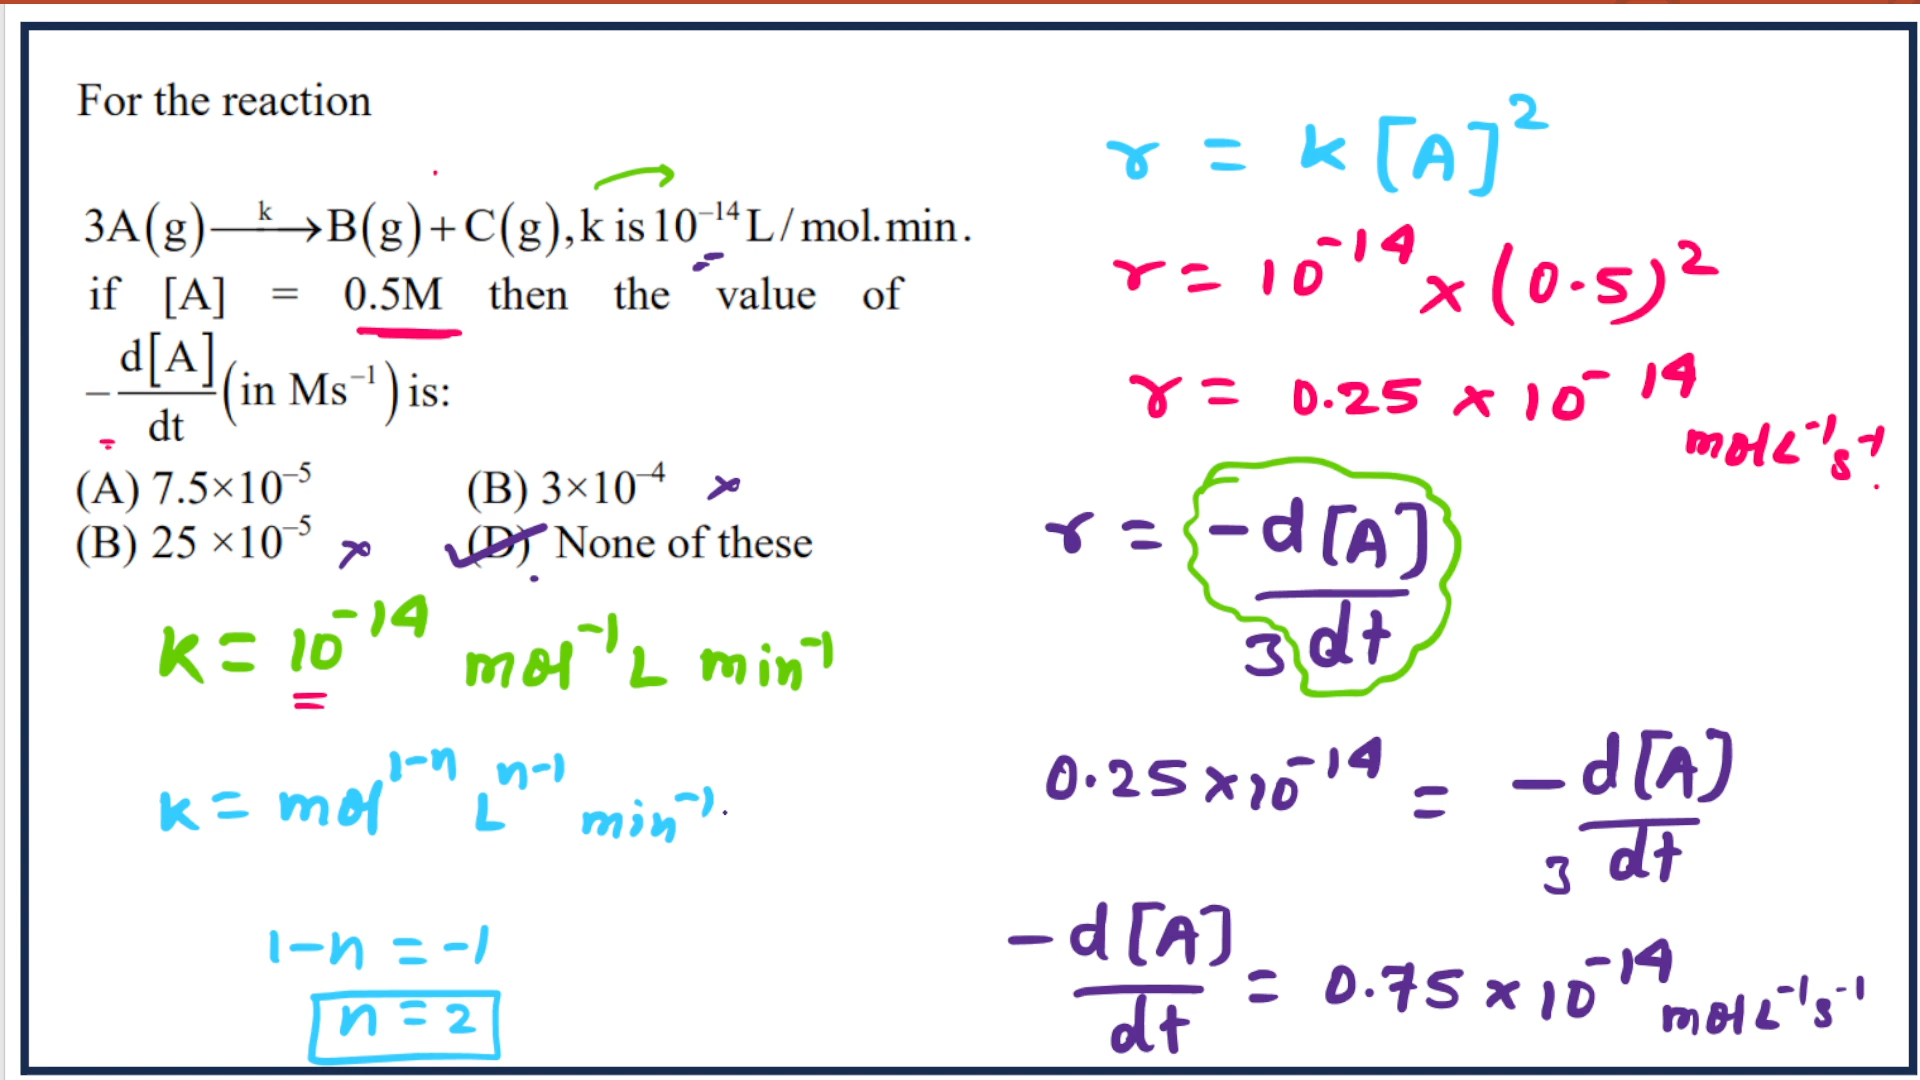 For the reaction
3A(g) —k→ B(g)+C(g), k is 10⁻¹⁴ L/mol.min.
if [A] = 0.5M then the value of
-d[A]/dt (in Ms⁻¹) is:
(A) 7.5×10⁻⁵ (B) 3×10⁻⁴ ×
(B) 25 ×10⁻⁵ × ✓(D) None of these
k = 10⁻¹⁴ mol⁻¹ L min⁻¹
k = mol¹⁻ⁿ Lⁿ⁻¹ min⁻¹.
1-n = -1
n = 2
r = k[A]²
r = 10⁻¹⁴ × (0.5)²
r = 0.25 × 10⁻¹⁴ mol L⁻¹ s⁻¹.
r = -d[A]/3 dt
0.25 × 10⁻¹⁴ = -d[A]/3 dt
-d[A]/dt = 0.75 × 10⁻¹⁴ mol L⁻¹ s⁻¹